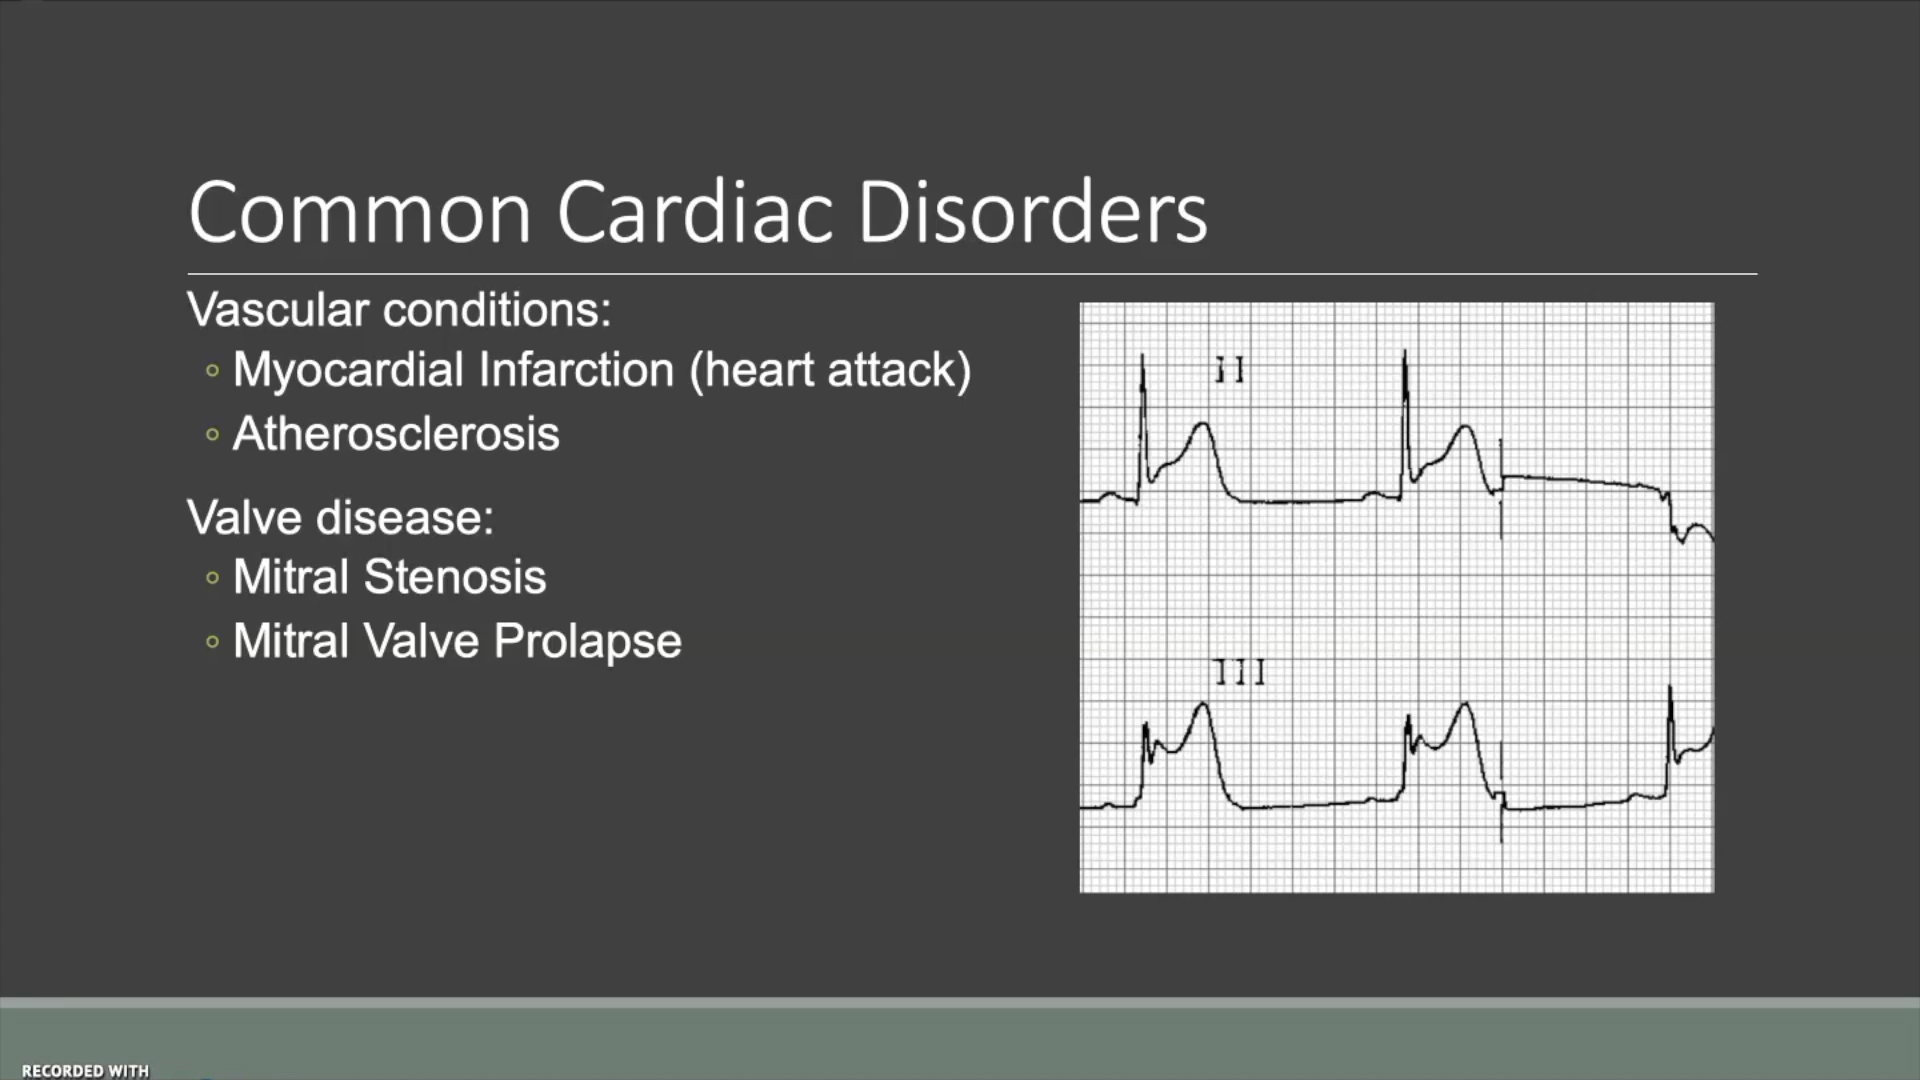 Common Cardiac Disorders
Vascular conditions:
◦ Myocardial Infarction (heart attack)
◦ Atherosclerosis
Valve disease:
◦ Mitral Stenosis
◦ Mitral Valve Prolapse
II
III
RECORDED WITH